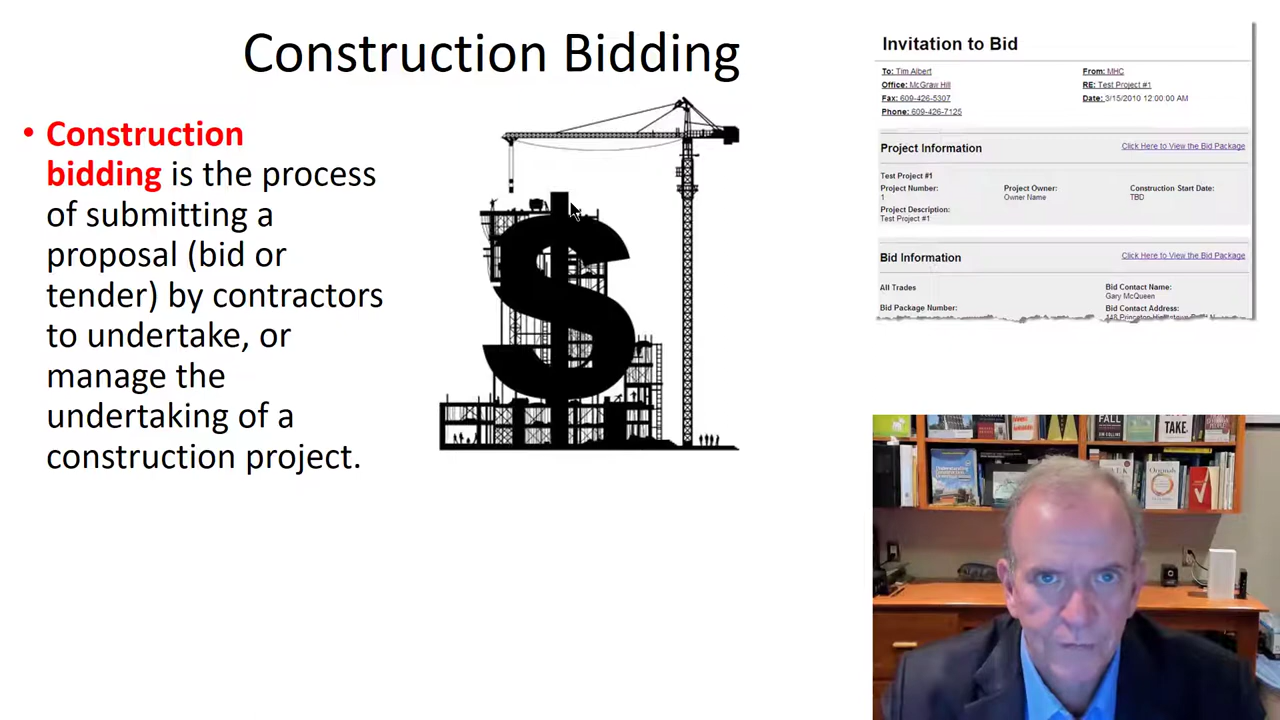 Construction Bidding
• Construction
bidding is the process
of submitting a
proposal (bid or
tender) by contractors
to undertake, or
manage the
undertaking of a
construction project.
$
Invitation to Bid
To: Tim Albert
From: MHC
Office: McGraw Hill
RE: Test Project #1
Fax: 609-426-5307
Date: 3/15/2010 12:00:00 AM
Phone: 609-426-7125
Project Information
Click Here to View the Bid Package
Test Project #1
Project Number:
Project Owner:
Construction Start Date:
1
Owner Name
TBD
Project Description:
Test Project #1
Bid Information
Click Here to View the Bid Package
All Trades
Bid Contact Name:
Gary McQueen
Bid Package Number:
Bid Contact Address:
FALL
JIM COLLINS
TAKE.
Originals